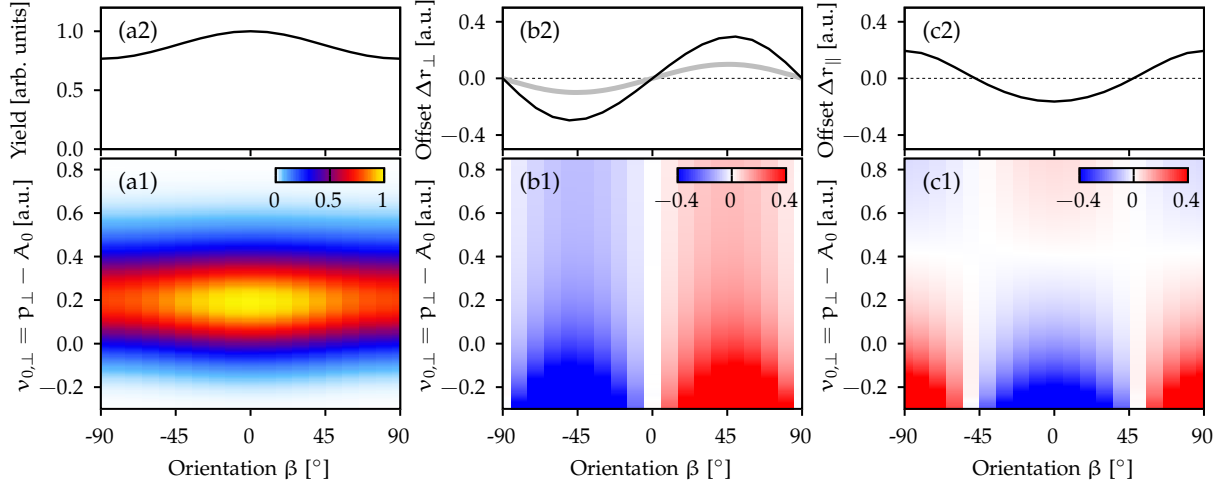 (a2)
Yield [arb. units]
1.0
0.5
0.0
(b2)
Offset Δr⊥ [a.u.]
0.4
0.0
−0.4
(c2)
Offset Δr∥ [a.u.]
0.4
0.0
−0.4
(a1)
0 0.5 1
ν0,⊥ = p⊥ − A0 [a.u.]
0.8
0.6
0.4
0.2
0.0
−0.2
-90 -45 0 45 90
Orientation β [°]
(b1)
−0.4 0 0.4
ν0,⊥ = p⊥ − A0 [a.u.]
0.8
0.6
0.4
0.2
0.0
−0.2
-90 -45 0 45 90
Orientation β [°]
(c1)
−0.4 0 0.4
ν0,⊥ = p⊥ − A0 [a.u.]
0.8
0.6
0.4
0.2
0.0
−0.2
-90 -45 0 45 90
Orientation β [°]